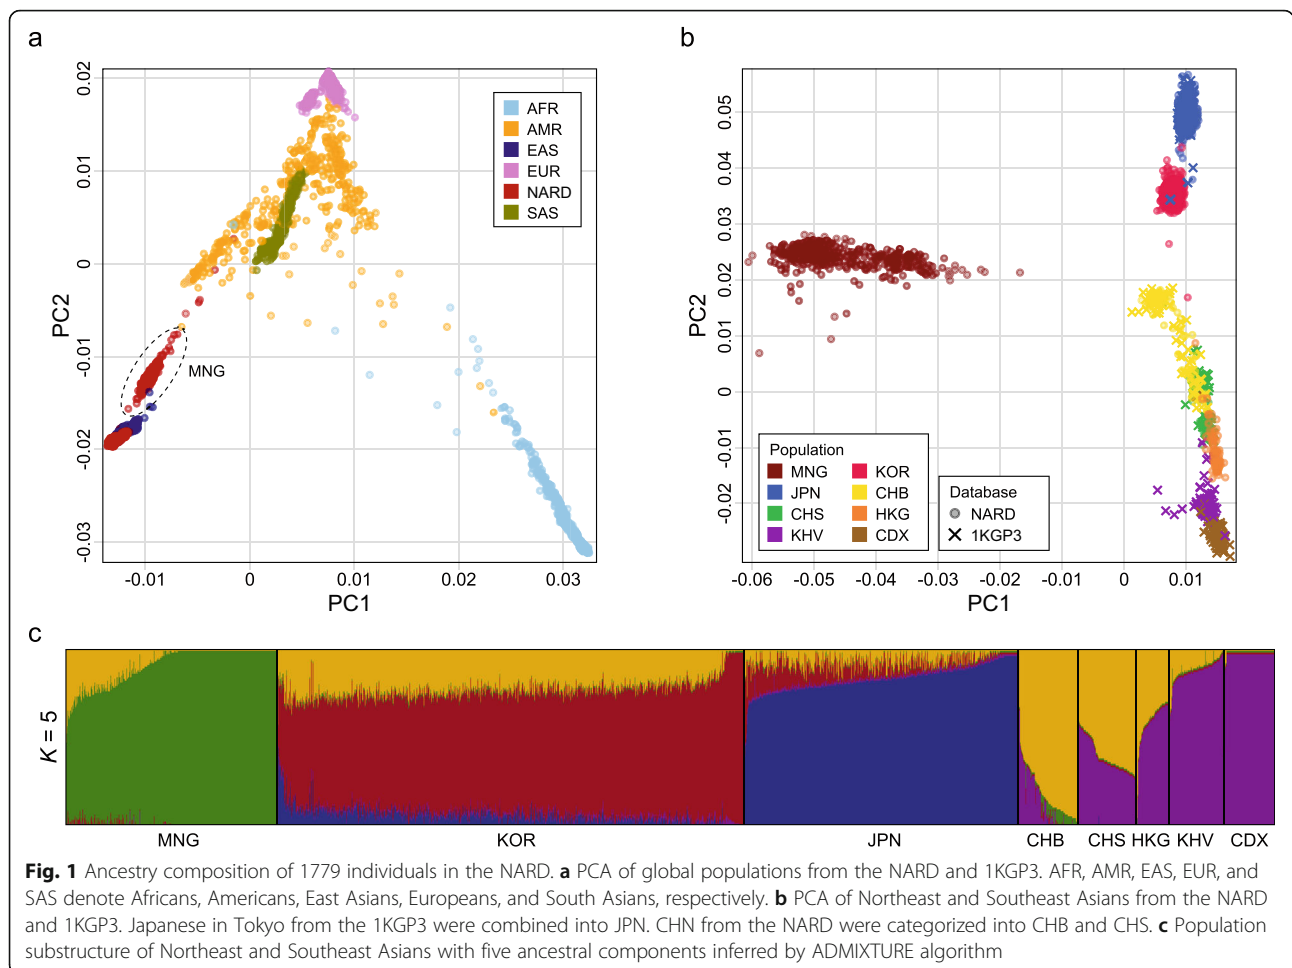 a
0.02
0.01
0
-0.01
-0.02
-0.03
PC2
-0.01
0
0.01
0.02
0.03
PC1
AFR
AMR
EAS
EUR
NARD
SAS
MNG
b
0.05
0.04
0.03
0.02
0.01
0
-0.01
-0.02
PC2
-0.06
-0.05
-0.04
-0.03
-0.02
-0.01
0
0.01
PC1
Population
MNG KOR
JPN CHB
CHS HKG
KHV CDX
Database
NARD
1KGP3
c
K = 5
MNG KOR JPN CHB CHS HKG KHV CDX
Fig. 1 Ancestry composition of 1779 individuals in the NARD. a PCA of global populations from the NARD and 1KGP3. AFR, AMR, EAS, EUR, and
SAS denote Africans, Americans, East Asians, Europeans, and South Asians, respectively. b PCA of Northeast and Southeast Asians from the NARD
and 1KGP3. Japanese in Tokyo from the 1KGP3 were combined into JPN. CHN from the NARD were categorized into CHB and CHS. c Population
substructure of Northeast and Southeast Asians with five ancestral components inferred by ADMIXTURE algorithm